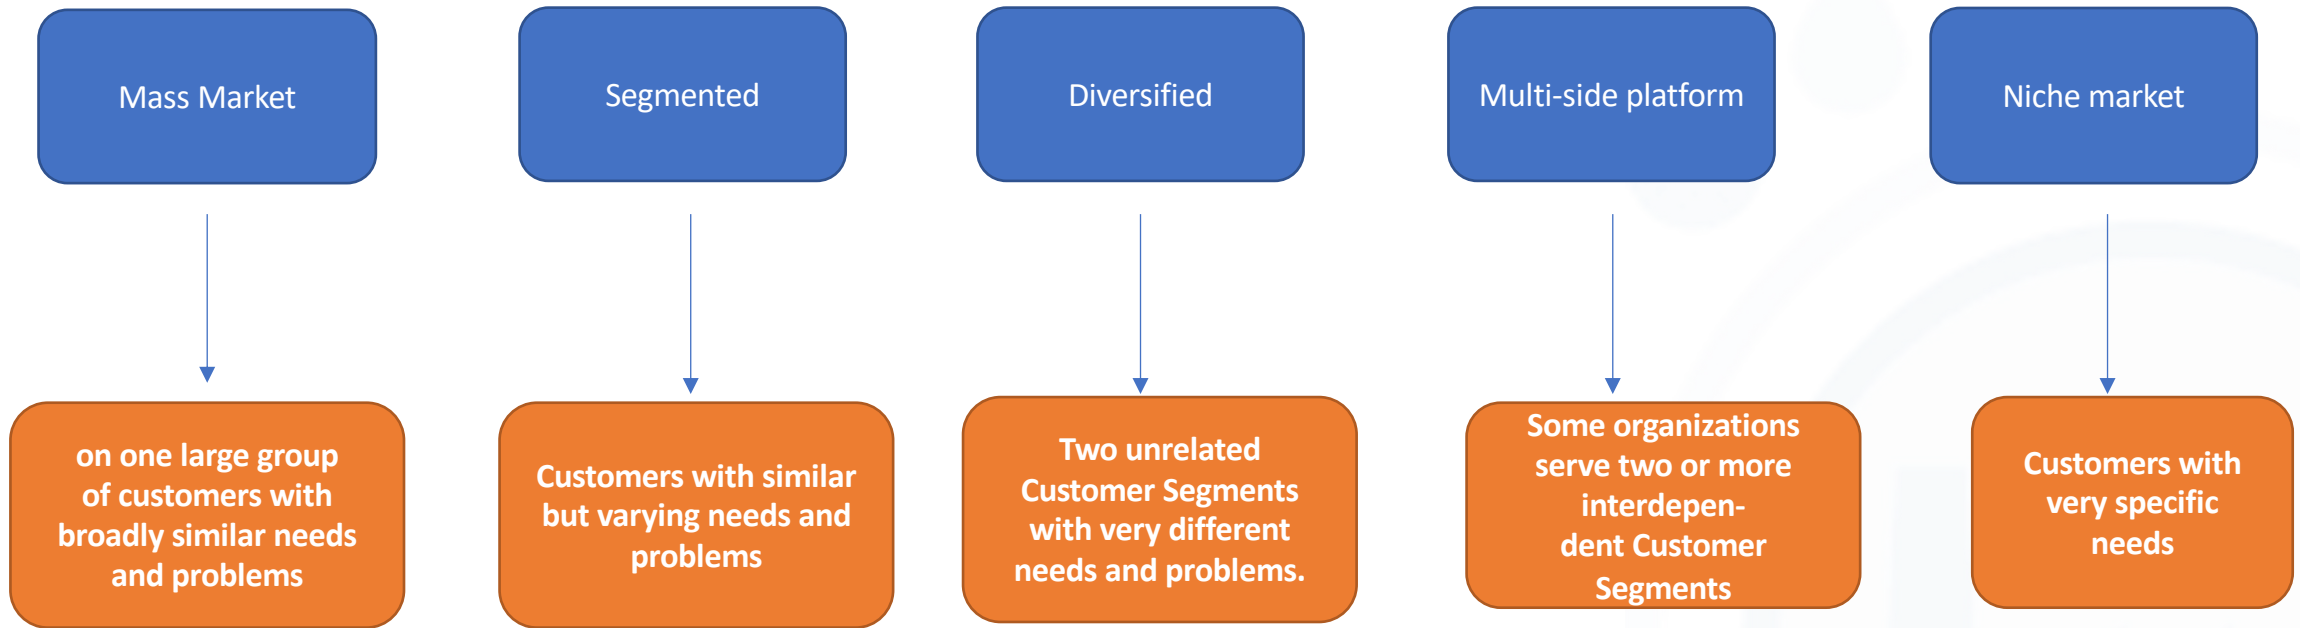 Mass Market
Segmented
Diversified
Multi-side platform
Niche market
on one large group
of customers with
broadly similar needs
and problems
Customers with similar
but varying needs and
problems
Two unrelated
Customer Segments
with very different
needs and problems.
Some organizations
serve two or more
interdepen-
dent Customer
Segments
Customers with
very specific
needs